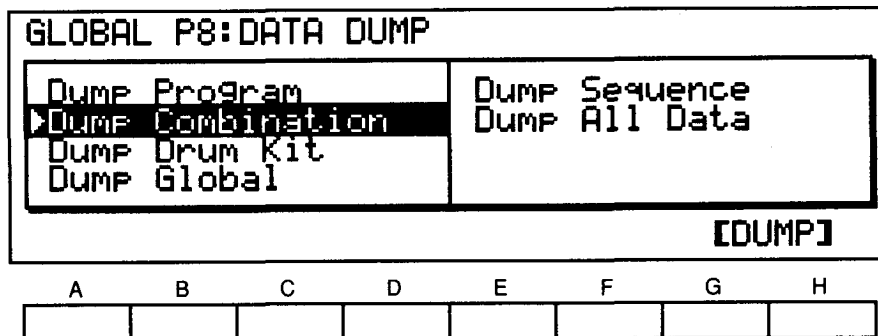 GLOBAL P8:DATA DUMP
Dump Program
Dump Combination
Dump Drum Kit
Dump Global
Dump Sequence
Dump All Data
[DUMP]
A B C D E F G H